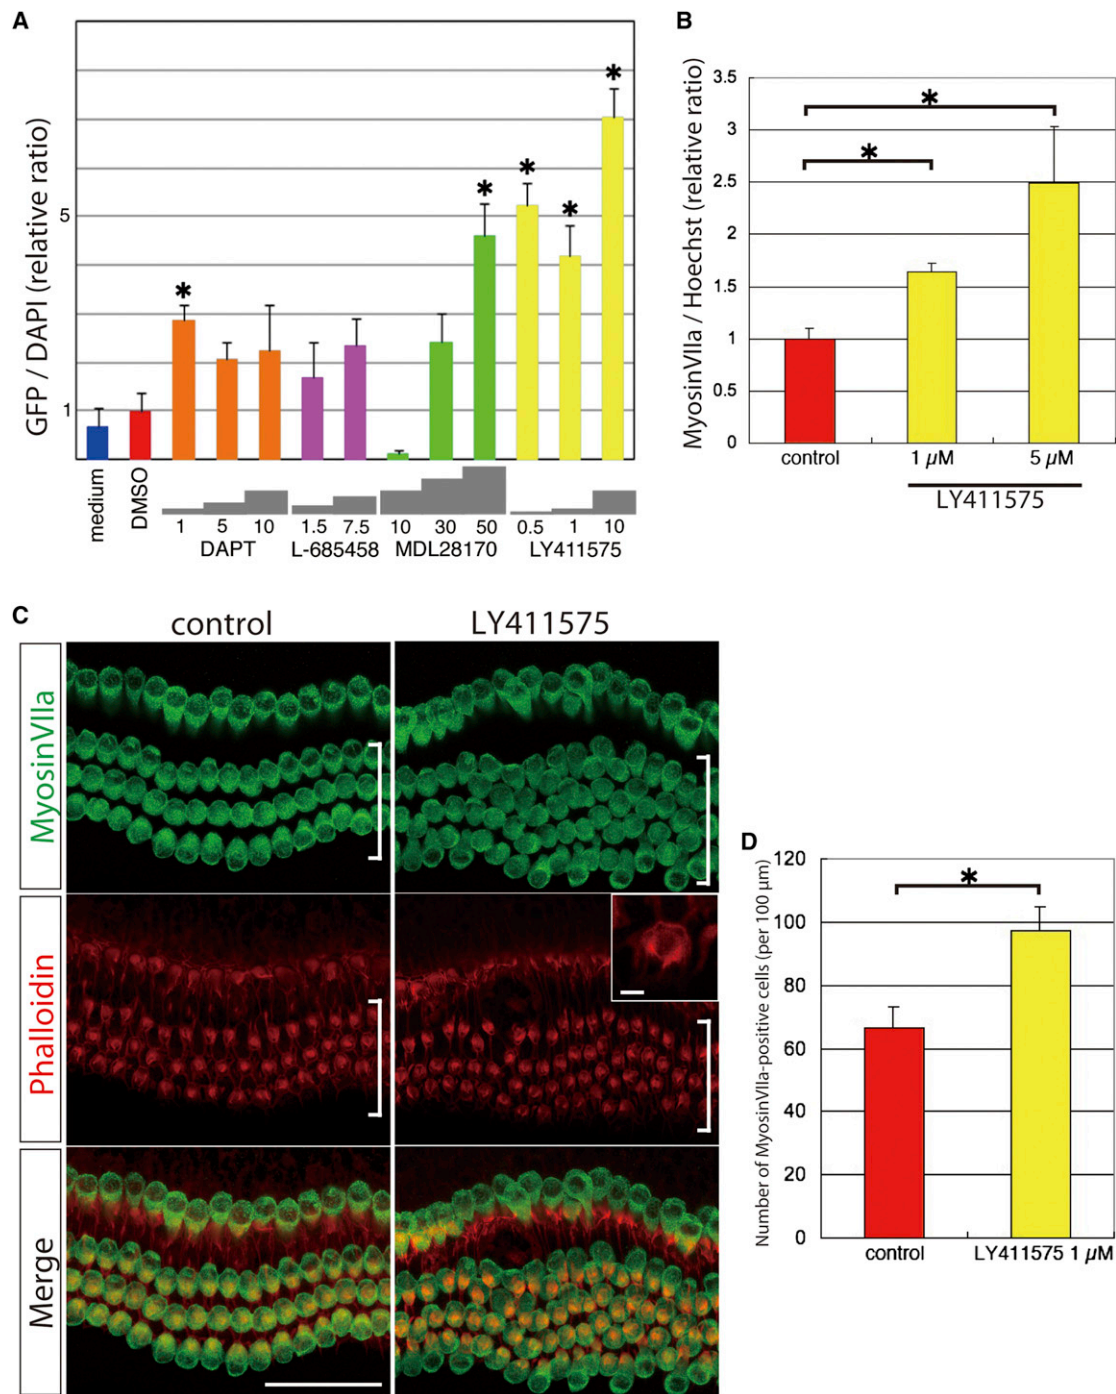 A
GFP / DAPI (relative ratio)
5
1
* * * * * *
medium
DMSO
1 5 10 1.5 7.5 10 30 50 0.5 1 10
DAPT L-685458 MDL28170 LY411575
B
MyosinVIIa / Hoechst (relative ratio)
3.5
3
2.5
2
1.5
1
0.5
0
*
*
control 1 µM 5 µM
LY411575
C
control LY411575
MyosinVIIa
Phalloidin
Merge
D
Number of MyosinVIIa-positive cells (per 100 µm)
120
100
80
60
40
20
0
*
control LY411575 1 µM